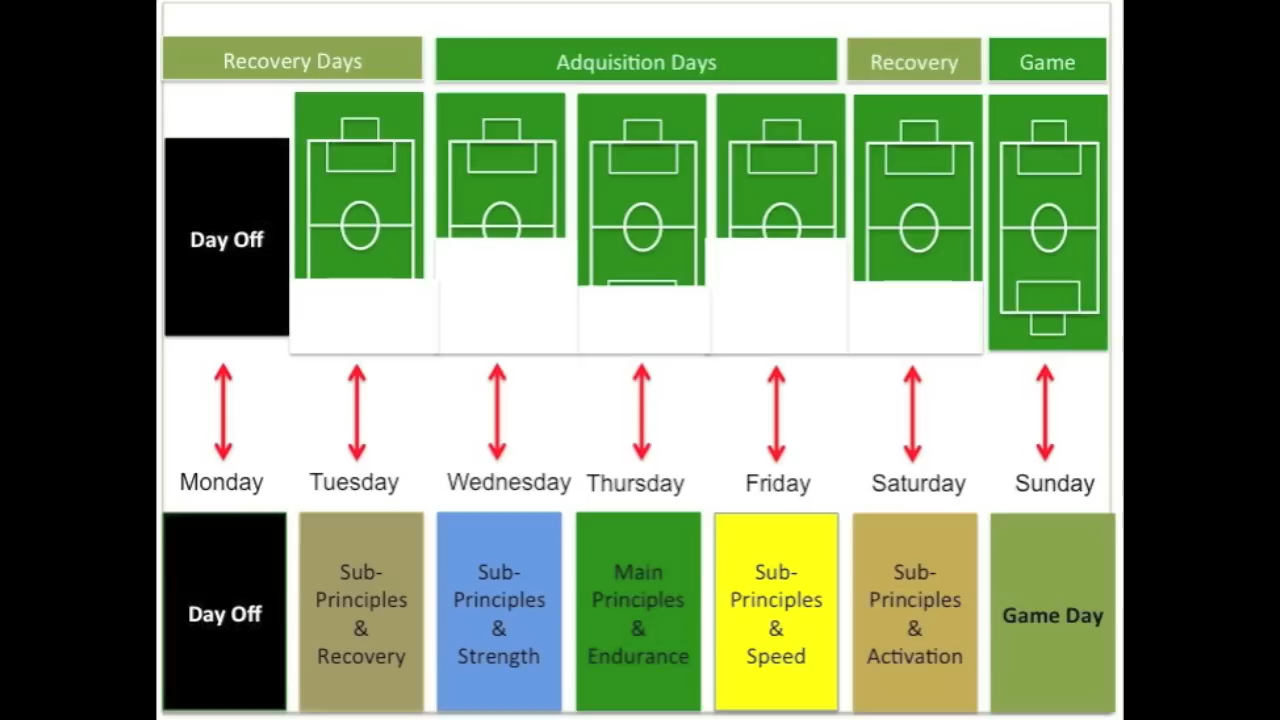 Recovery Days
Adquisition Days
Recovery
Game
Day Off
Monday
Tuesday
Wednesday
Thursday
Friday
Saturday
Sunday
Day Off
Sub-
Principles
&
Recovery
Sub-
Principles
&
Strength
Main
Principles
&
Endurance
Sub-
Principles
&
Speed
Sub-
Principles
&
Activation
Game Day